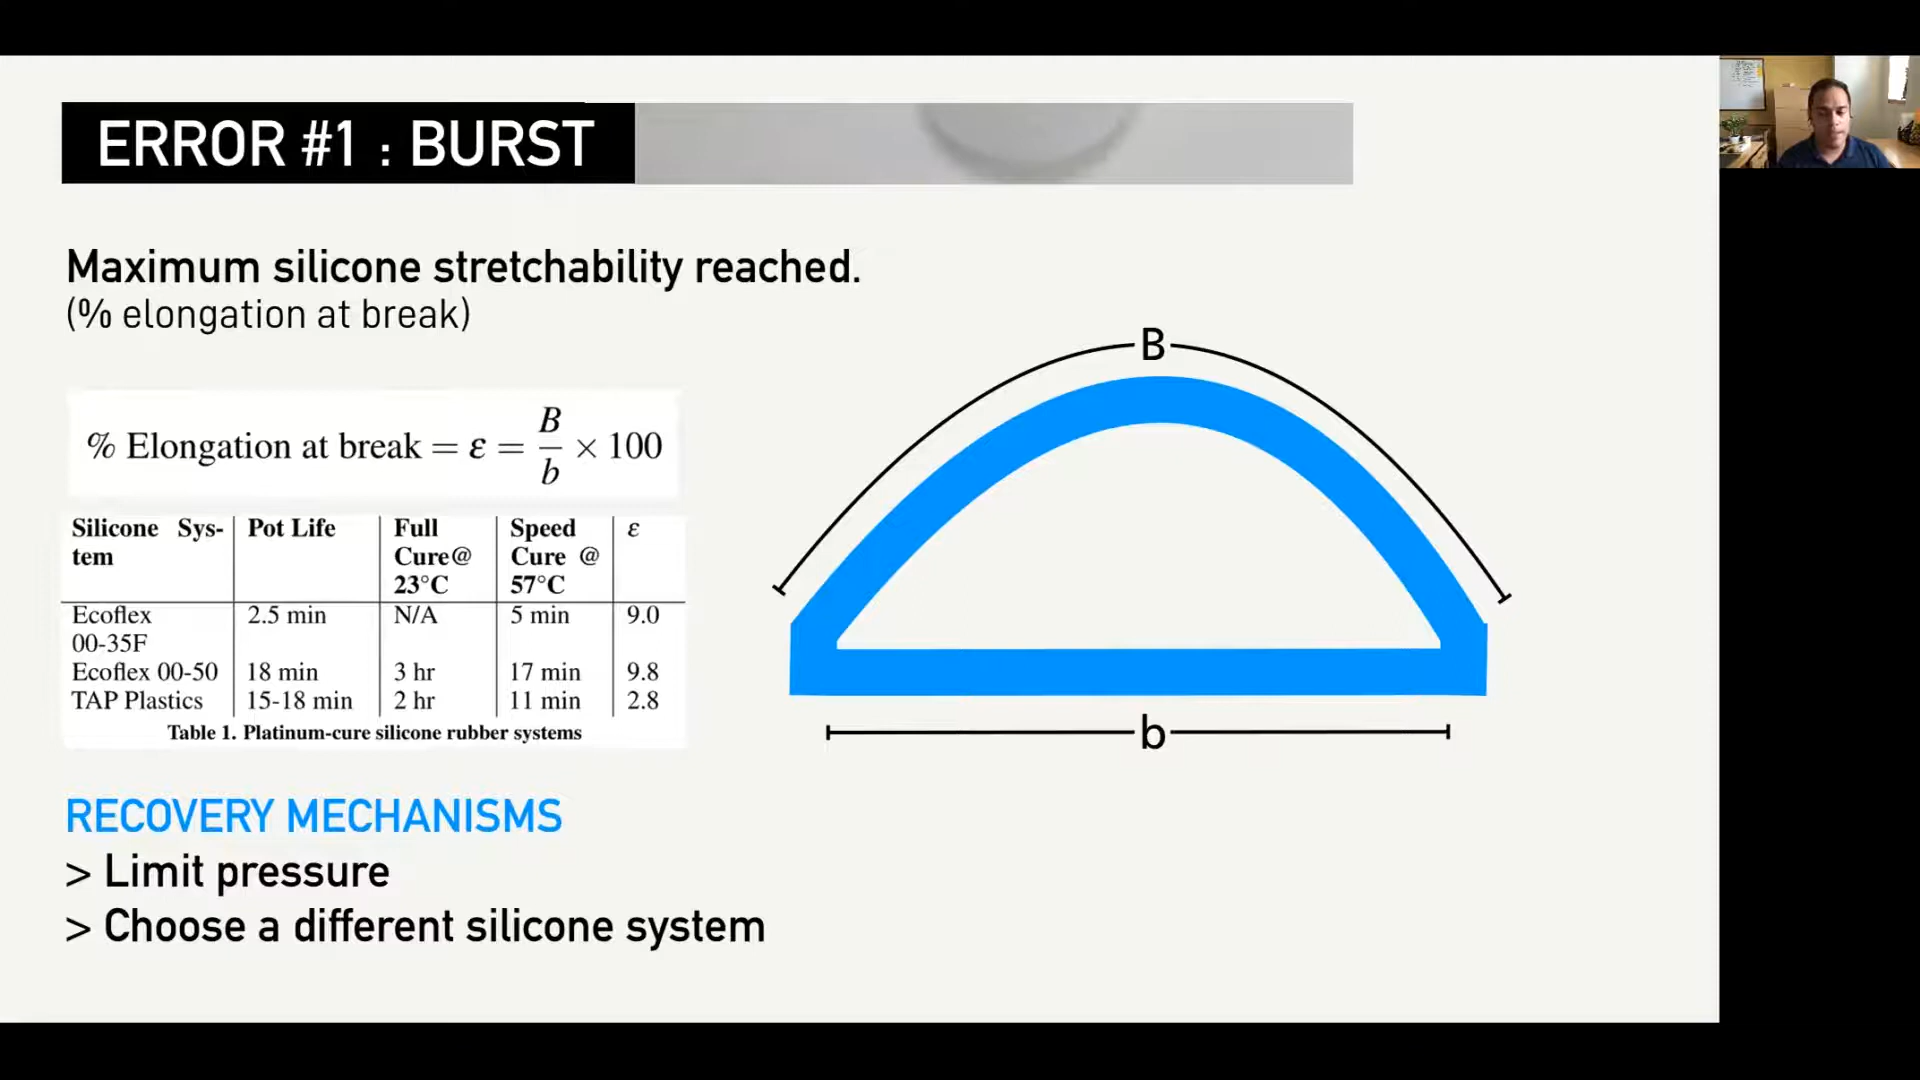 ERROR #1 : BURST
Maximum silicone stretchability reached.
(% elongation at break)
% Elongation at break = ε = B/b × 100
Silicone Sys-tem | Pot Life | Full Cure@ 23°C | Speed Cure @ 57°C | ε
Ecoflex 00-35F | 2.5 min | N/A | 5 min | 9.0
Ecoflex 00-50 | 18 min | 3 hr | 17 min | 9.8
TAP Plastics | 15-18 min | 2 hr | 11 min | 2.8
Table 1. Platinum-cure silicone rubber systems
B
b
RECOVERY MECHANISMS
> Limit pressure
> Choose a different silicone system